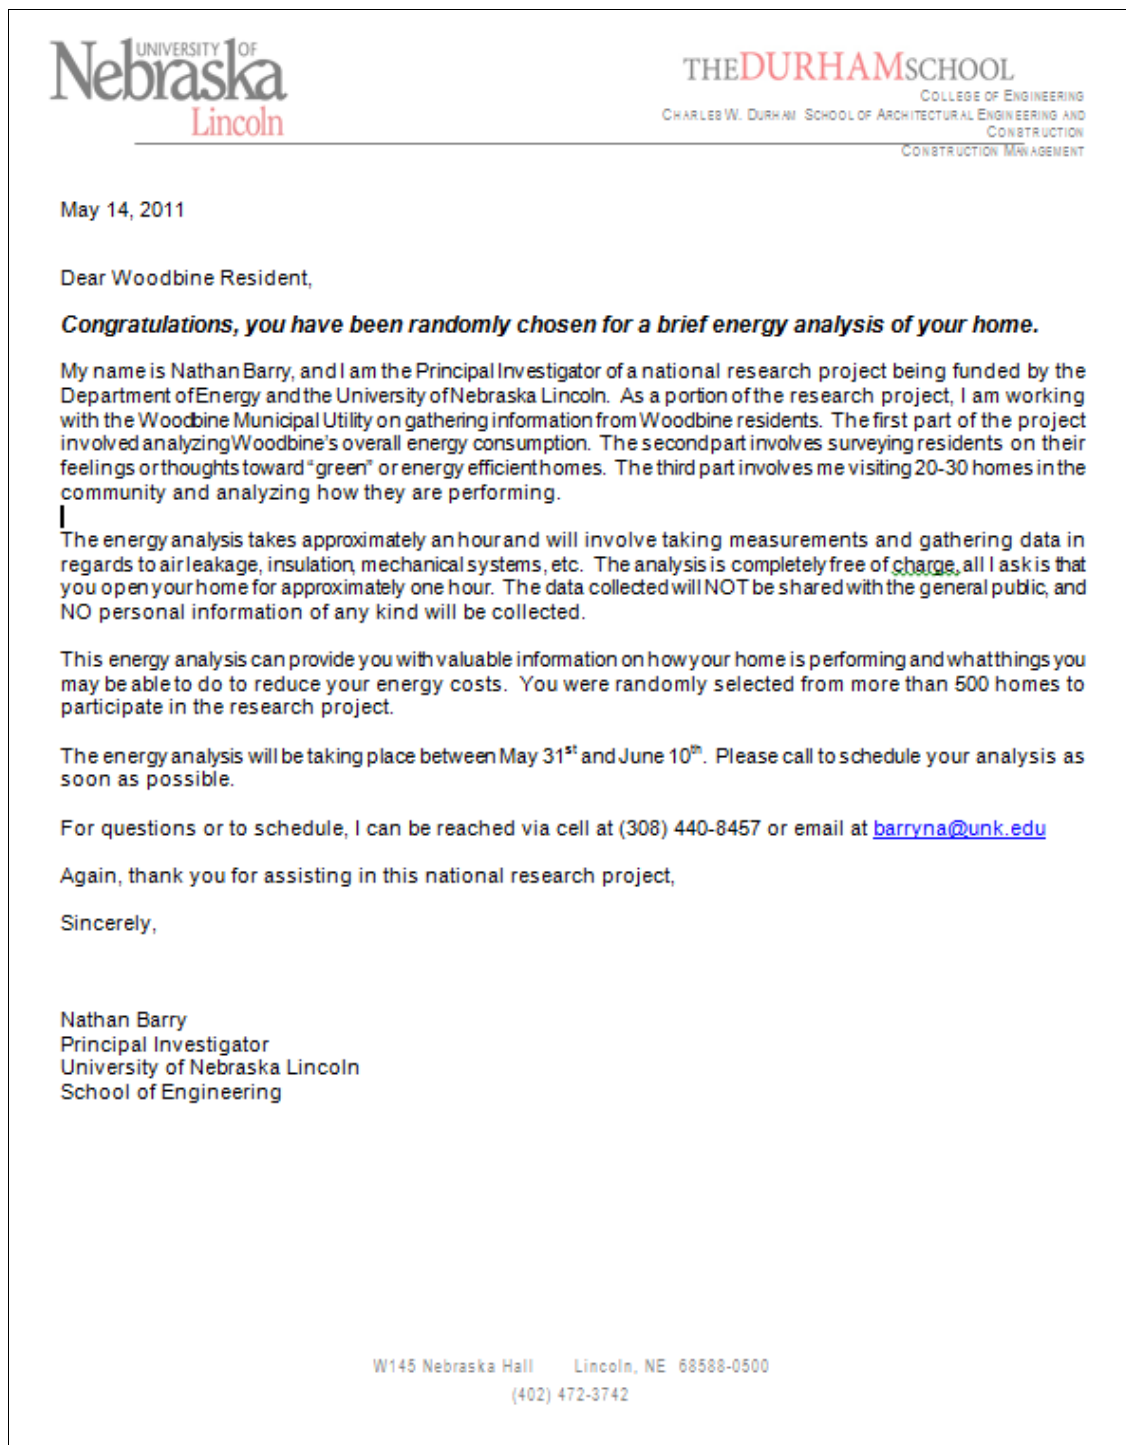 UNIVERSITY OF
Nebraska
Lincoln
THEDURHAMSCHOOL
COLLEGE OF ENGINEERING
CHARLES W. DURHAM SCHOOL OF ARCHITECTURAL ENGINEERING AND
CONSTRUCTION
CONSTRUCTION MANAGEMENT
May 14, 2011
Dear Woodbine Resident,
Congratulations, you have been randomly chosen for a brief energy analysis of your home.
My name is Nathan Barry, and I am the Principal Investigator of a national research project being funded by the
Department of Energy and the University of Nebraska Lincoln. As a portion of the research project, I am working
with the Woodbine Municipal Utility on gathering information from Woodbine residents. The first part of the project
involved analyzing Woodbine's overall energy consumption. The second part involves surveying residents on their
feelings or thoughts toward "green" or energy efficient homes. The third part involves me visiting 20-30 homes in the
community and analyzing how they are performing.
The energy analysis takes approximately an hour and will involve taking measurements and gathering data in
regards to air leakage, insulation, mechanical systems, etc. The analysis is completely free of charge, all I ask is that
you open your home for approximately one hour. The data collected will NOT be shared with the general public, and
NO personal information of any kind will be collected.
This energy analysis can provide you with valuable information on how your home is performing and what things you
may be able to do to reduce your energy costs. You were randomly selected from more than 500 homes to
participate in the research project.
The energy analysis will be taking place between May 31st and June 10th. Please call to schedule your analysis as
soon as possible.
For questions or to schedule, I can be reached via cell at (308) 440-8457 or email at barryna@unk.edu
Again, thank you for assisting in this national research project,
Sincerely,
Nathan Barry
Principal Investigator
University of Nebraska Lincoln
School of Engineering
W145 Nebraska Hall Lincoln, NE 68588-0500
(402) 472-3742